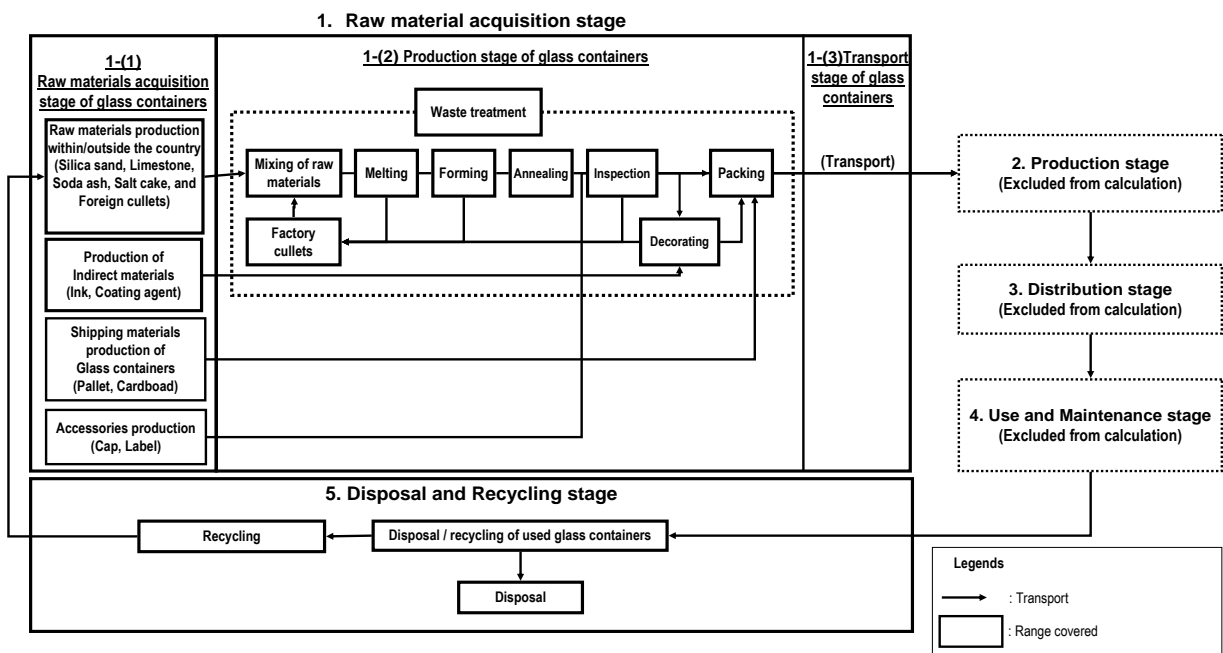 1. Raw material acquisition stage
1-(1)
Raw materials acquisition
stage of glass containers
1-(2) Production stage of glass containers
1-(3)Transport
stage of glass
containers
Raw materials production
within/outside the country
(Silica sand, Limestone,
Soda ash, Salt cake, and
Foreign cullets)
Production of
Indirect materials
(Ink, Coating agent)
Shipping materials
production of
Glass containers
(Pallet, Cardboad)
Accessories production
(Cap, Label)
Waste treatment
Mixing of raw
materials
Melting
Forming
Annealing
Inspection
Packing
Factory
cullets
Decorating
(Transport)
2. Production stage
(Excluded from calculation)
3. Distribution stage
(Excluded from calculation)
4. Use and Maintenance stage
(Excluded from calculation)
5. Disposal and Recycling stage
Recycling
Disposal / recycling of used glass containers
Disposal
Legends
: Transport
: Range covered